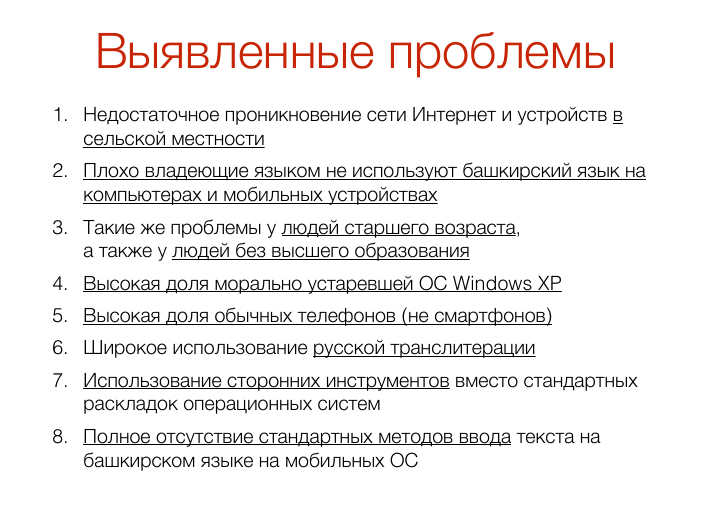 Выявленные проблемы
1. Недостаточное проникновение сети Интернет и устройств в
сельской местности
2. Плохо владеющие языком не используют башкирский язык на
компьютерах и мобильных устройствах
3. Такие же проблемы у людей старшего возраста,
а также у людей без высшего образования
4. Высокая доля морально устаревшей ОС Windows XP
5. Высокая доля обычных телефонов (не смартфонов)
6. Широкое использование русской транслитерации
7. Использование сторонних инструментов вместо стандартных
раскладок операционных систем
8. Полное отсутствие стандартных методов ввода текста на
башкирском языке на мобильных ОС